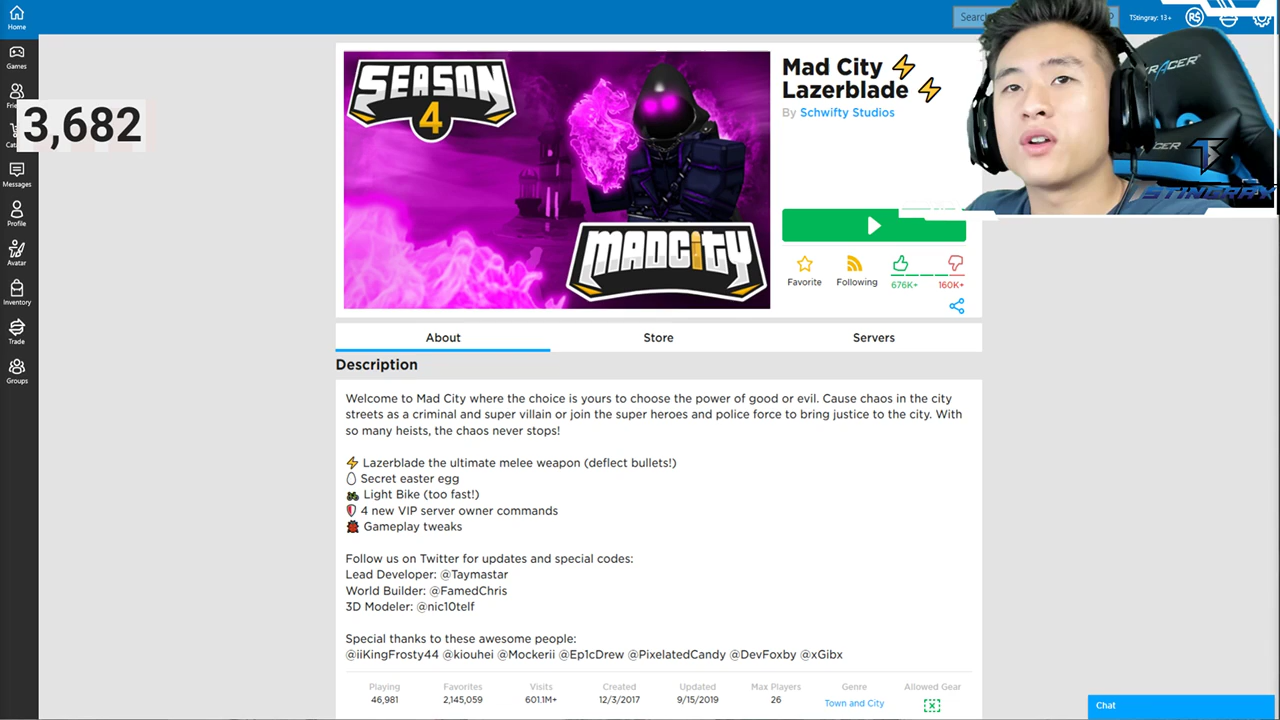 Home
Games
3,682
Messages
Profile
Avatar
Inventory
Trade
Groups
TStingray: 13+
SEASON
4
MADCITY
Mad City ⚡
Lazerblade ⚡
By Schwifty Studios
Favorite
Following
676K+
160K+
STINGRAY
About
Store
Servers
Description
Welcome to Mad City where the choice is yours to choose the power of good or evil. Cause chaos in the city
streets as a criminal and super villain or join the super heroes and police force to bring justice to the city. With
so many heists, the chaos never stops!
⚡ Lazerblade the ultimate melee weapon (deflect bullets!)
Secret easter egg
Light Bike (too fast!)
4 new VIP server owner commands
Gameplay tweaks
Follow us on Twitter for updates and special codes:
Lead Developer: @Taymastar
World Builder: @FamedChris
3D Modeler: @nic10telf
Special thanks to these awesome people:
@iiKingFrosty44 @kiouhei @Mockerii @Ep1cDrew @PixelatedCandy @DevFoxby @xGibx
Playing
Favorites
Visits
Created
Updated
Max Players
Genre
Allowed Gear
46,981
2,145,059
601.1M+
12/3/2017
9/15/2019
26
Town and City
Chat